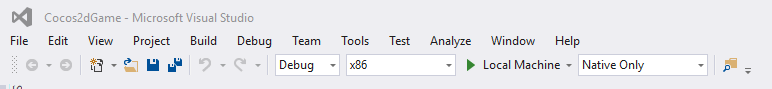 Cocos2dGame - Microsoft Visual Studio
File Edit View Project Build Debug Team Tools Test Analyze Window Help
Debug x86 Local Machine Native Only